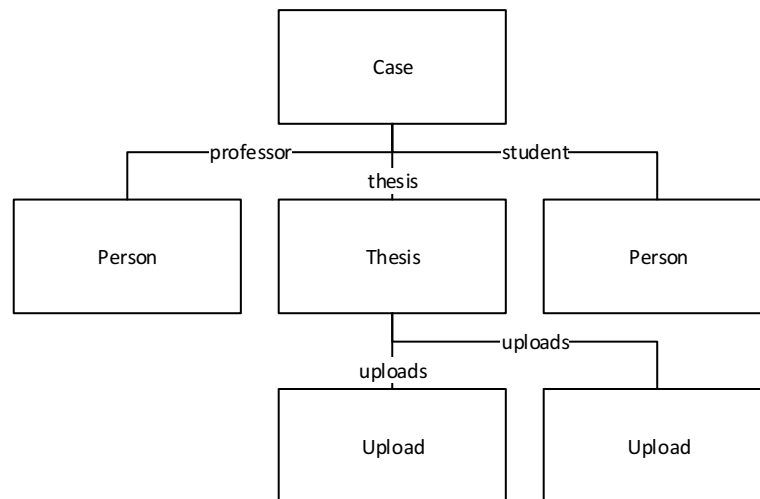 Case
professor
student
thesis
Person
Thesis
Person
uploads
uploads
Upload
Upload